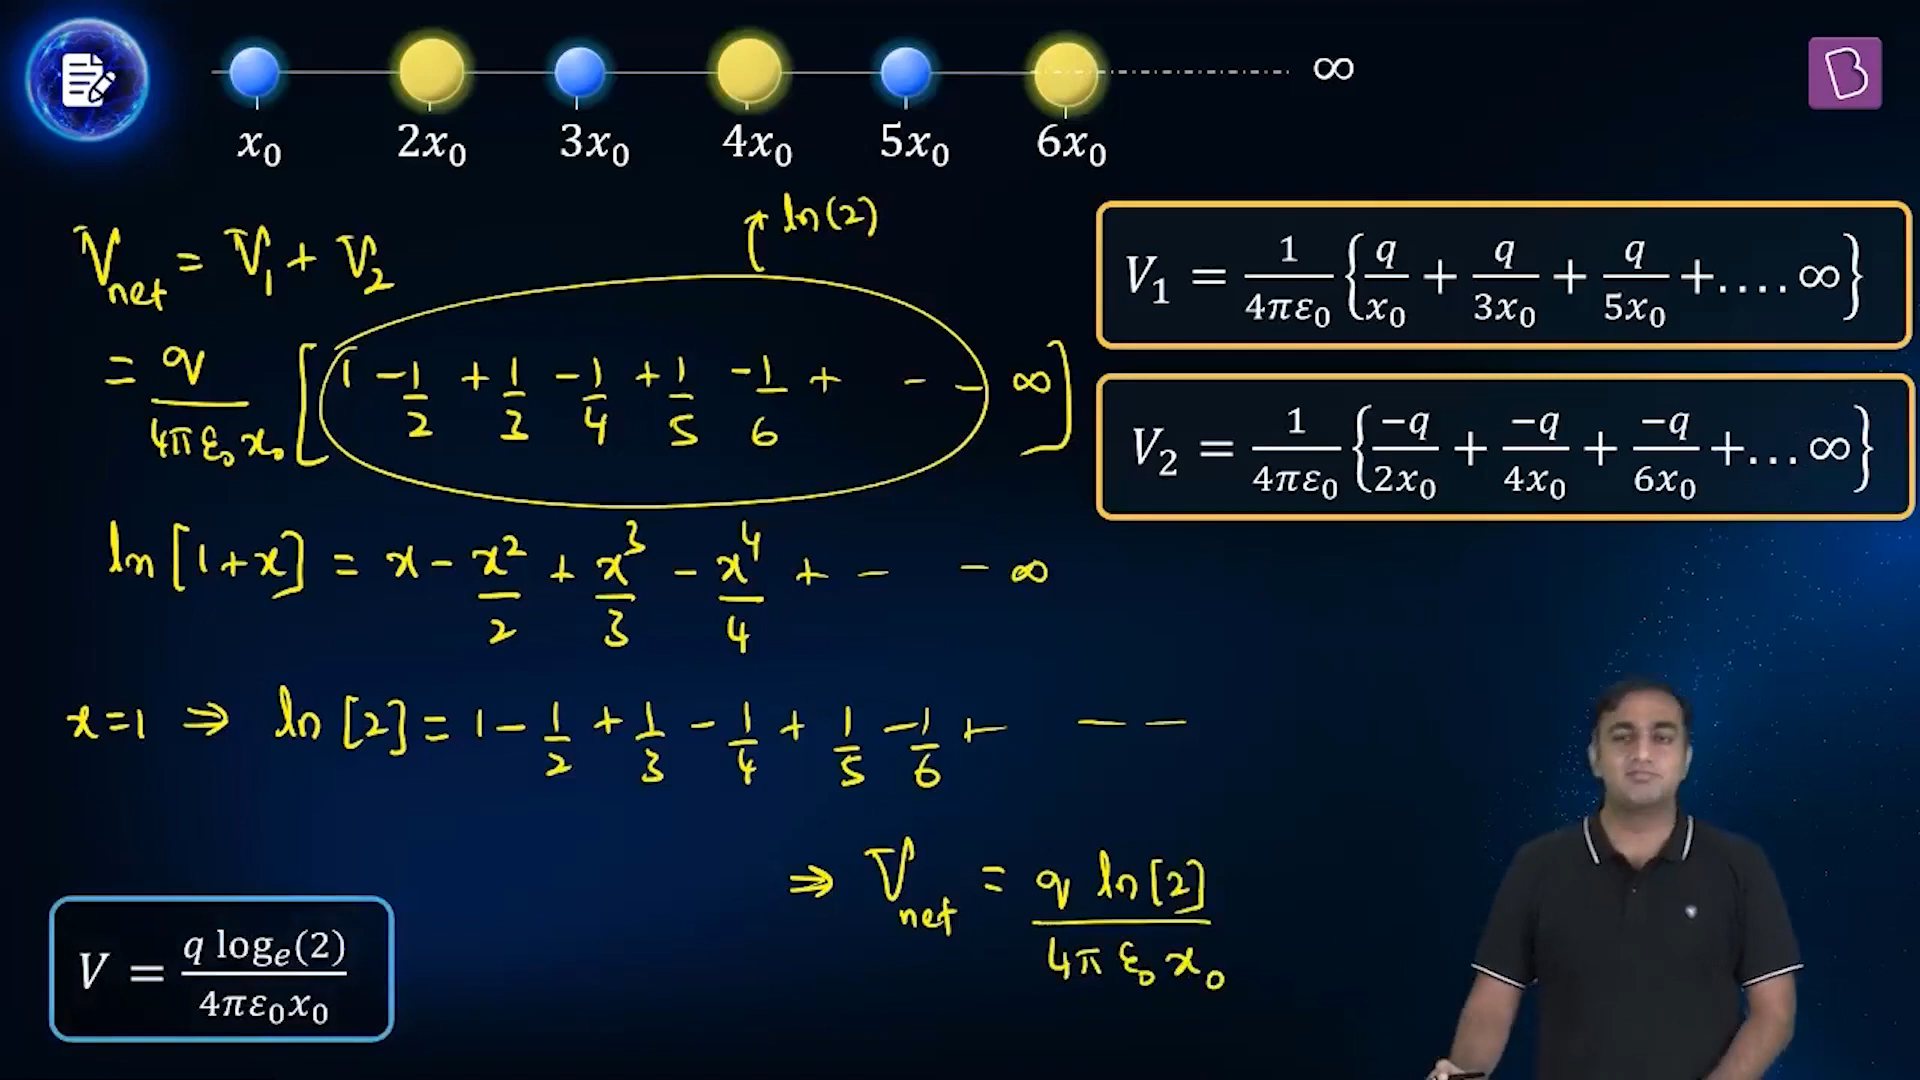 ∞
x₀ 2x₀ 3x₀ 4x₀ 5x₀ 6x₀
ln(2)
V_net = V₁ + V₂
= q/(4πε₀x₀) [1 - 1/2 + 1/3 - 1/4 + 1/5 - 1/6 + - - ∞]
ln[1+x] = x - x²/2 + x³/3 - x⁴/4 + - - ∞
x=1 ⇒ ln[2] = 1 - 1/2 + 1/3 - 1/4 + 1/5 - 1/6 + - -
⇒ V_net = q ln[2]/(4πε₀x₀)
V = q logₑ(2)/(4πε₀x₀)
V₁ = 1/(4πε₀) {q/x₀ + q/(3x₀) + q/(5x₀) +.... ∞}
V₂ = 1/(4πε₀) {-q/(2x₀) + -q/(4x₀) + -q/(6x₀) +... ∞}
B